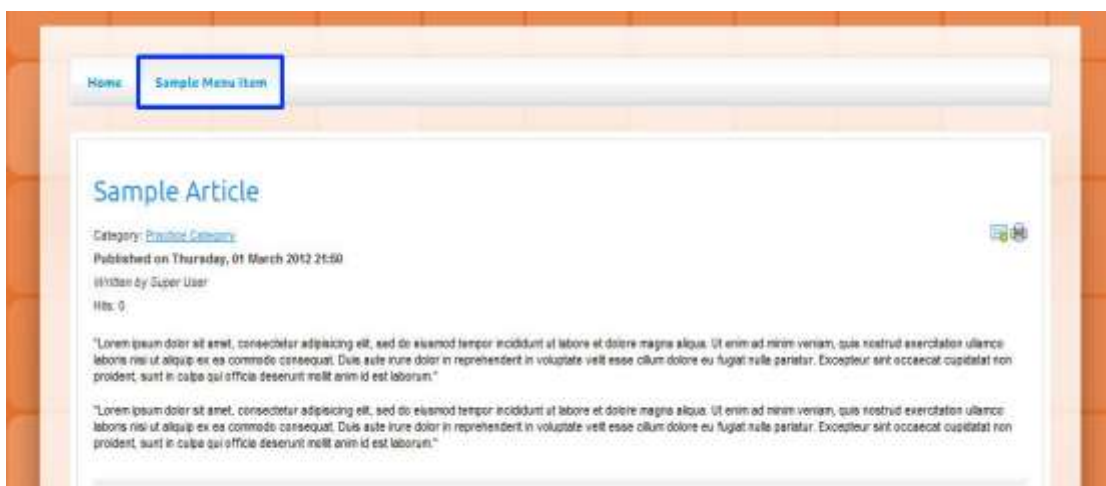 Home Sample Menu Item
Sample Article
Category: Practice Category
Published on Thursday, 01 March 2012 21:50
Written by Super User
Hits: 0
"Lorem ipsum dolor sit amet, consectetur adipisicing elit, sed do eiusmod tempor incididunt ut labore et dolore magna aliqua. Ut enim ad minim veniam, quis nostrud exercitation ullamco
laboris nisi ut aliquip ex ea commodo consequat. Duis aute irure dolor in reprehenderit in voluptate velit esse cillum dolore eu fugiat nulla pariatur. Excepteur sint occaecat cupidatat non
proident, sunt in culpa qui officia deserunt mollit anim id est laborum."
"Lorem ipsum dolor sit amet, consectetur adipisicing elit, sed do eiusmod tempor incididunt ut labore et dolore magna aliqua. Ut enim ad minim veniam, quis nostrud exercitation ullamco
laboris nisi ut aliquip ex ea commodo consequat. Duis aute irure dolor in reprehenderit in voluptate velit esse cillum dolore eu fugiat nulla pariatur. Excepteur sint occaecat cupidatat non
proident, sunt in culpa qui officia deserunt mollit anim id est laborum."